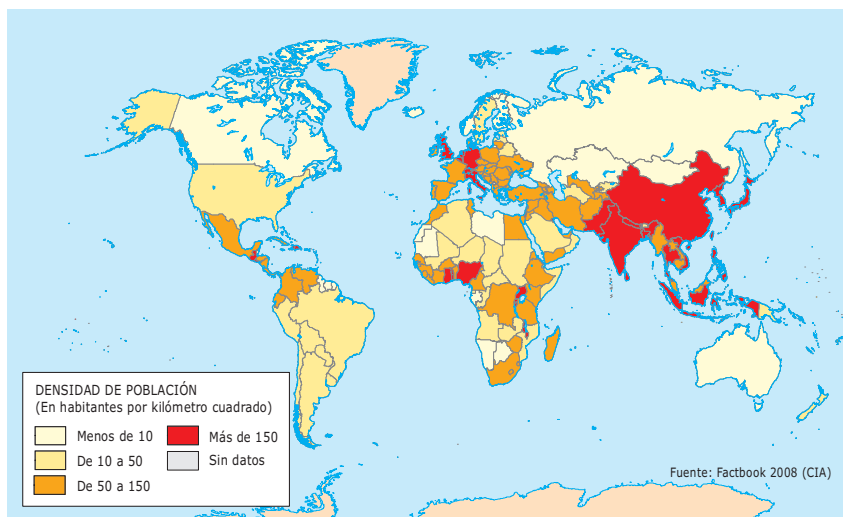 DENSIDAD DE POBLACIÓN
(En habitantes por kilómetro cuadrado)
Menos de 10
De 10 a 50
De 50 a 150
Más de 150
Sin datos
Fuente: Factbook 2008 (CIA)